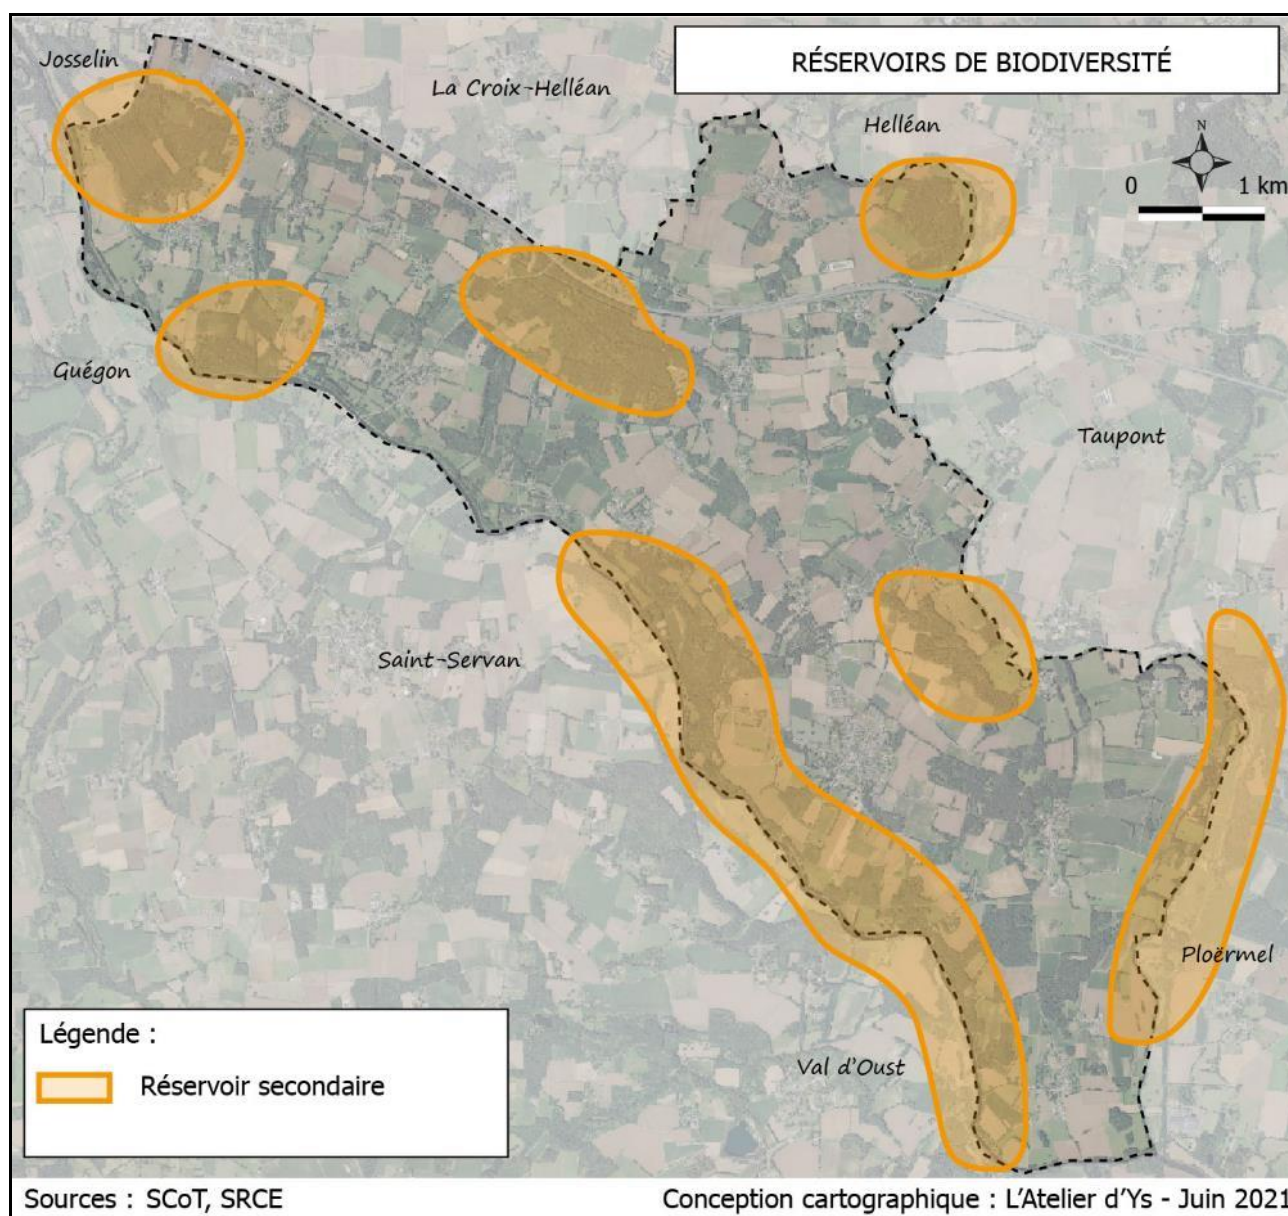 RÉSERVOIRS DE BIODIVERSITÉ
Josselin
La Croix-Helléan
Helléan
N
0 1 km
Guégon
Taupont
Saint-Servan
Ploërmel
Val d'Oust
Légende :
Réservoir secondaire
Sources : SCoT, SRCE
Conception cartographique : L'Atelier d'Ys - Juin 2021